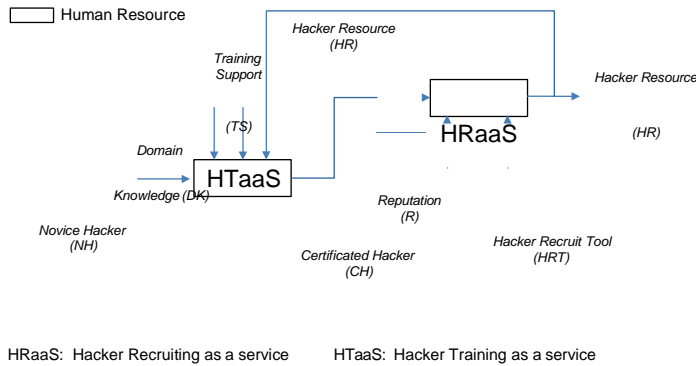 Human Resource
Hacker Resource
(HR)
Training
Support
Hacker Resource
(TS)
(HR)
HRaaS
Domain
HTaaS
Knowledge (DK)
Reputation
(R)
Novice Hacker
(NH)
Hacker Recruit Tool
(HRT)
Certificated Hacker
(CH)
HRaaS: Hacker Recruiting as a service
HTaaS: Hacker Training as a service